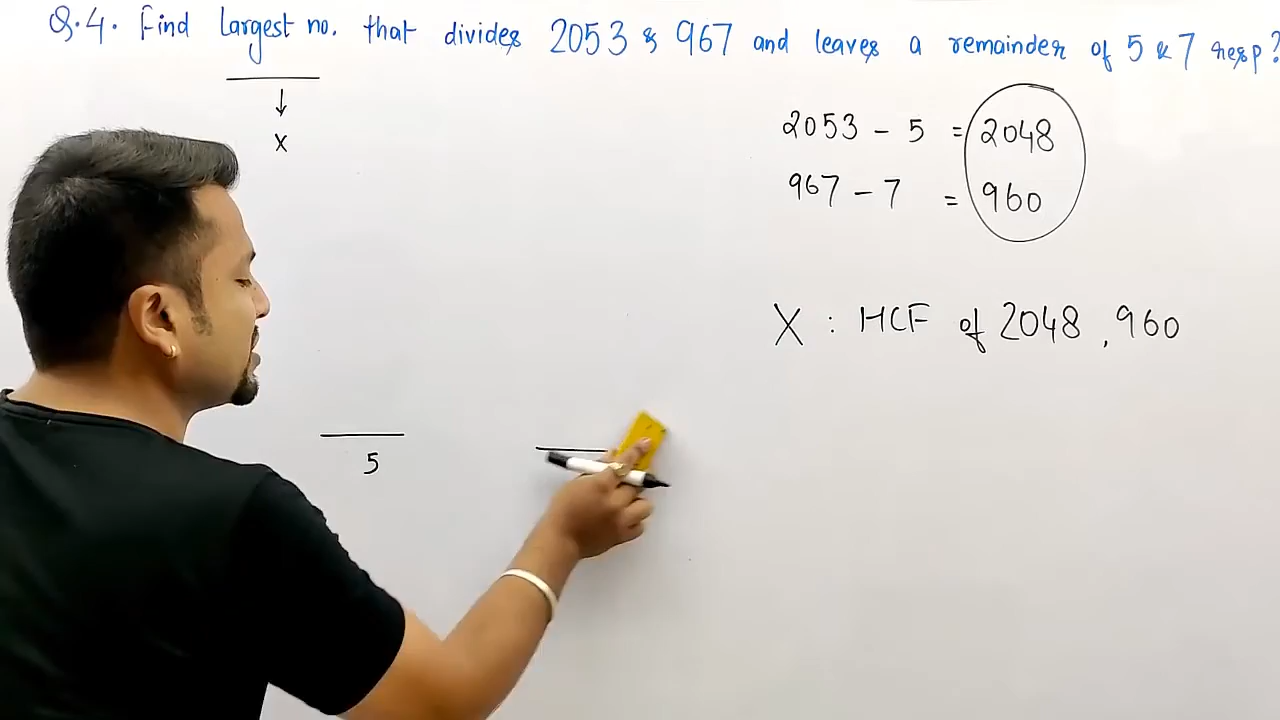 Q.4. Find largest no. that divides 2053 & 967 and leaves a remainder of 5 & 7 resp?
↓
x
2053 - 5 = 2048
967 - 7 = 960
X : HCF of 2048, 960
5